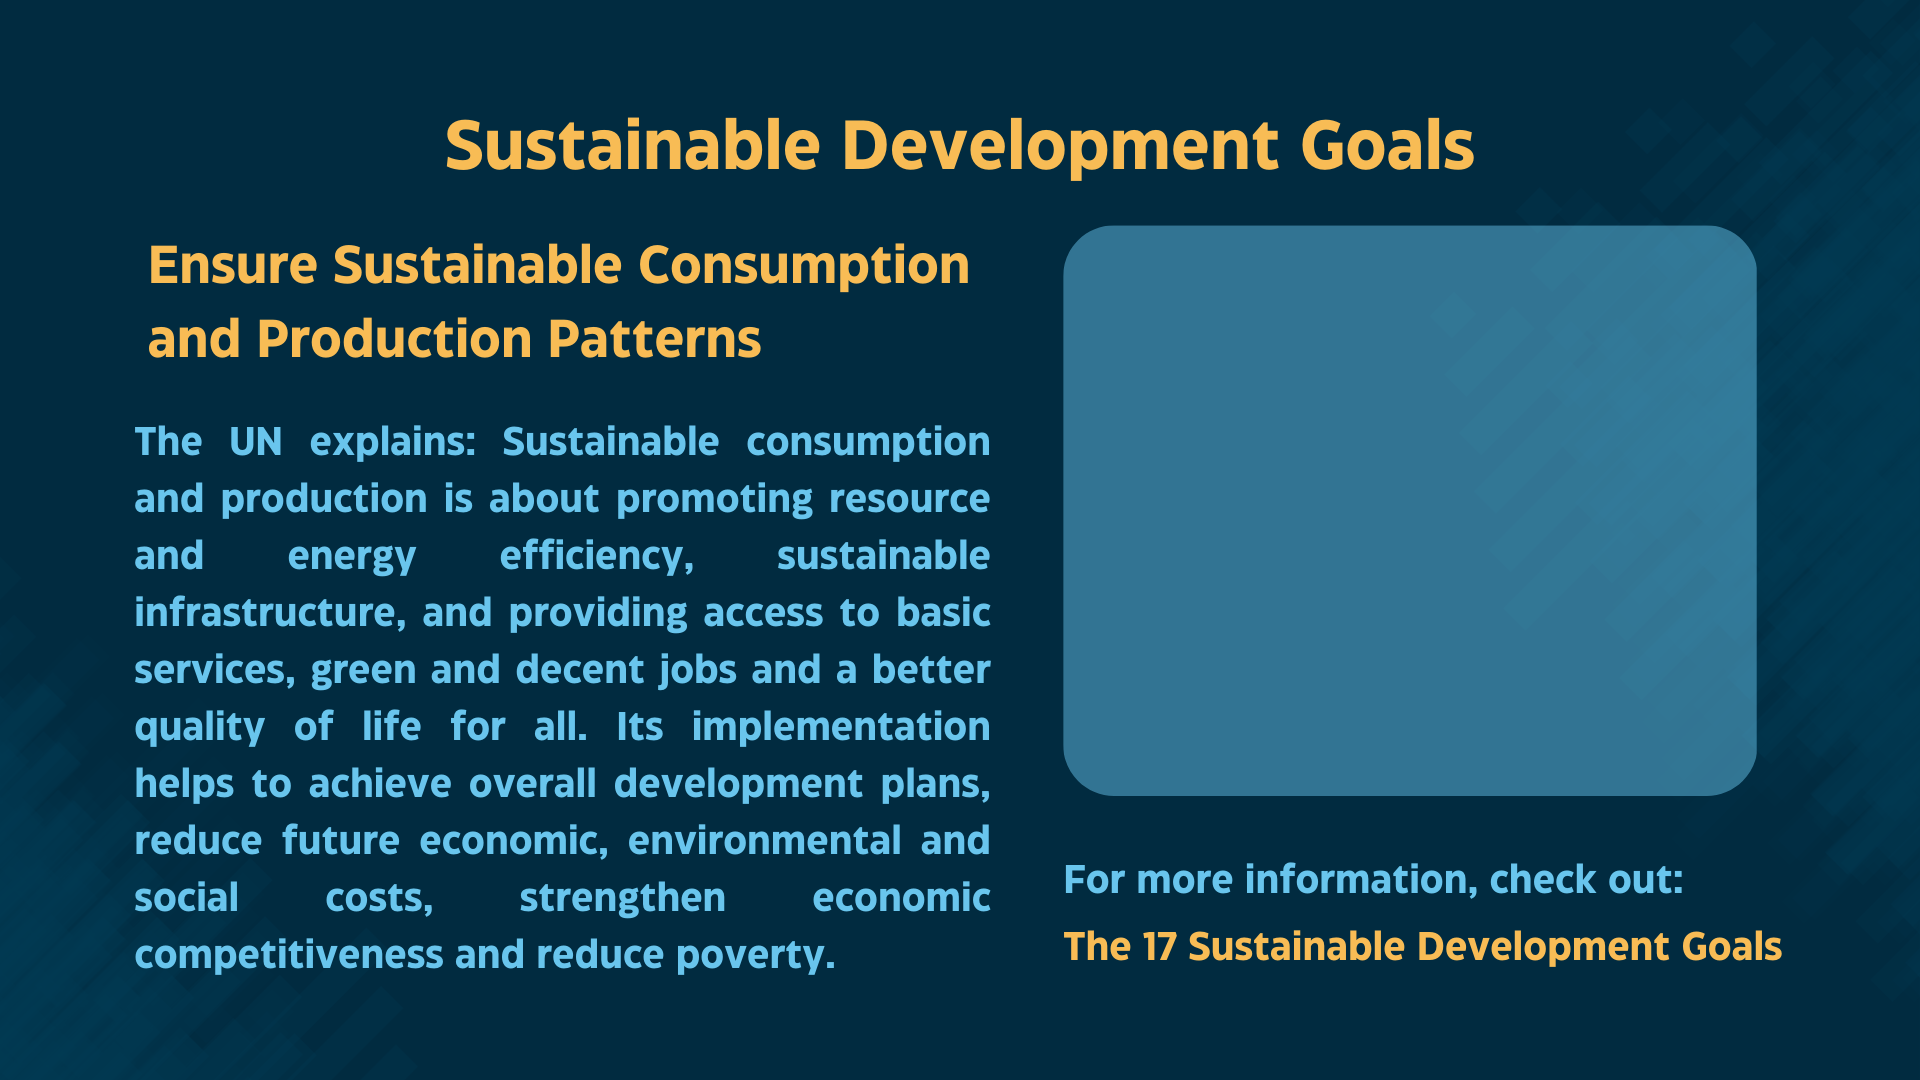 Sustainable Development Goals
Ensure Sustainable Consumption
and Production Patterns
The UN explains: Sustainable consumption
and production is about promoting resource
and energy efficiency, sustainable
infrastructure, and providing access to basic
services, green and decent jobs and a better
quality of life for all. Its implementation
helps to achieve overall development plans,
reduce future economic, environmental and
social costs, strengthen economic
competitiveness and reduce poverty.
For more information, check out:
The 17 Sustainable Development Goals